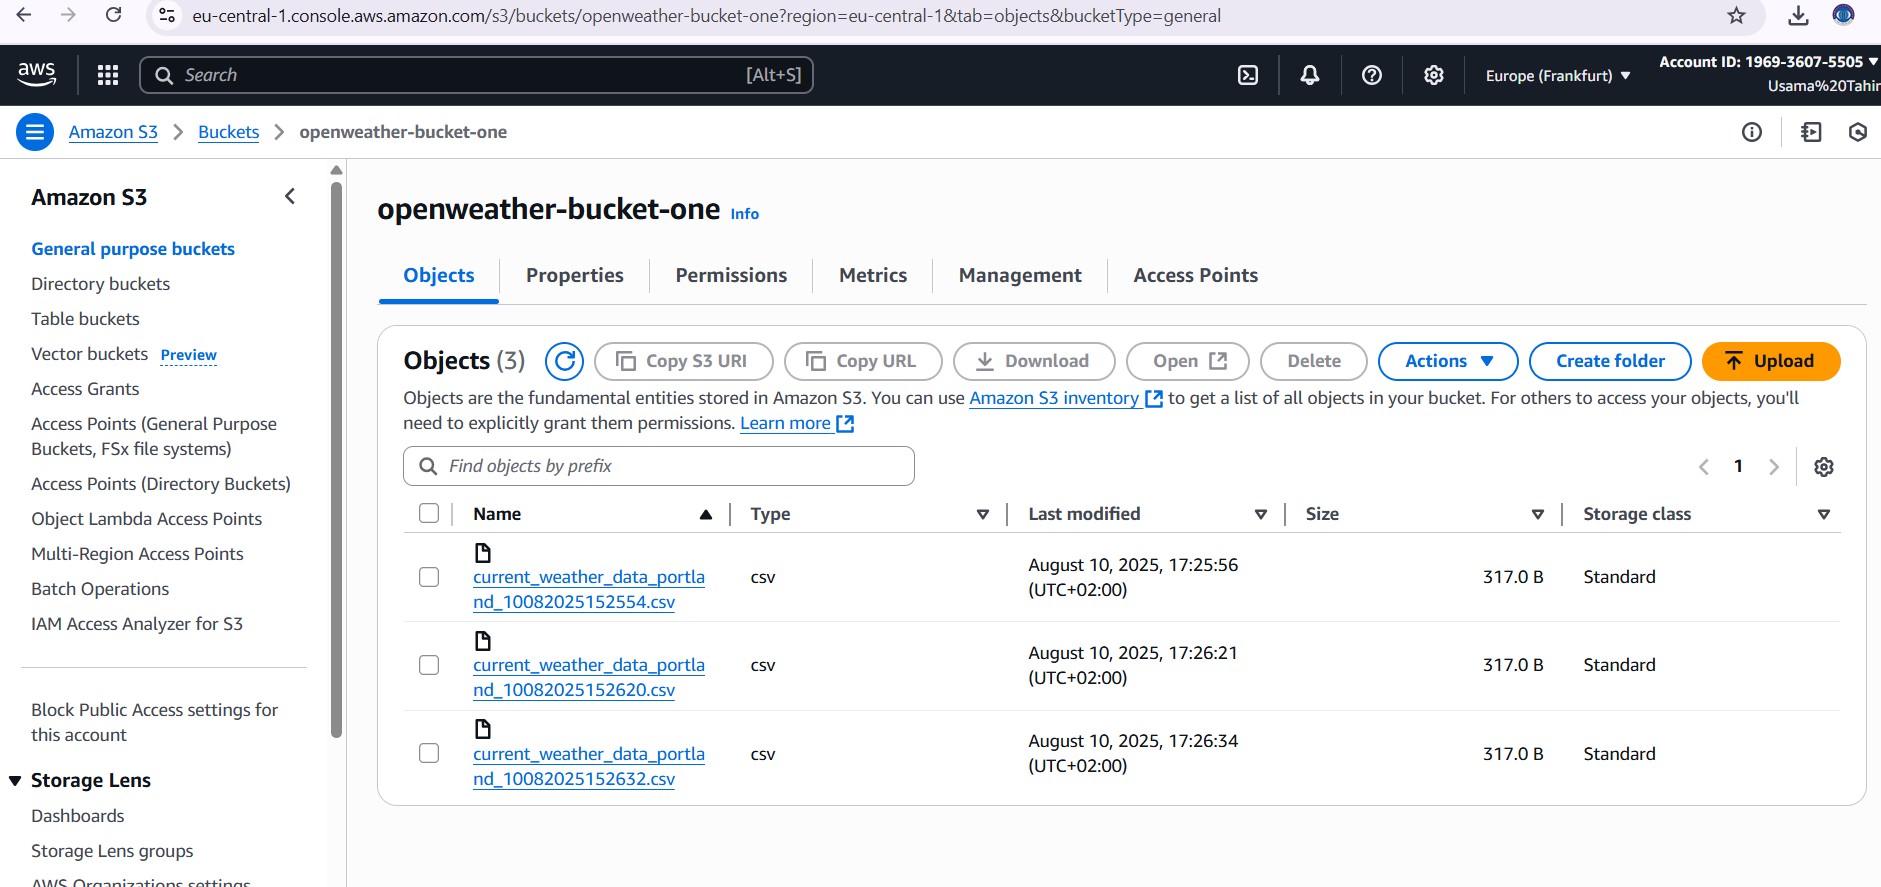 eu-central-1.console.aws.amazon.com/s3/buckets/openweather-bucket-one?region=eu-central-1&tab=objects&bucketType=general
aws
Search
[Alt+S]
Europe (Frankfurt)
Account ID: 1969-3607-5505
Usama%20Tahir
Amazon S3
Buckets
openweather-bucket-one
Amazon S3
General purpose buckets
Directory buckets
Table buckets
Vector buckets Preview
Access Grants
Access Points (General Purpose
Buckets, FSx file systems)
Access Points (Directory Buckets)
Object Lambda Access Points
Multi-Region Access Points
Batch Operations
IAM Access Analyzer for S3
Block Public Access settings for
this account
Storage Lens
Dashboards
Storage Lens groups
AWS Organizations settings
openweather-bucket-one Info
Objects
Properties
Permissions
Metrics
Management
Access Points
Objects (3)
Copy S3 URI
Copy URL
Download
Open
Delete
Actions
Create folder
Upload
Objects are the fundamental entities stored in Amazon S3. You can use Amazon S3 inventory to get a list of all objects in your bucket. For others to access your objects, you'll
need to explicitly grant them permissions. Learn more
Find objects by prefix
1
Name
Type
Last modified
Size
Storage class
current_weather_data_portla
nd_10082025152554.csv
csv
August 10, 2025, 17:25:56
(UTC+02:00)
317.0 B
Standard
current_weather_data_portla
nd_10082025152620.csv
csv
August 10, 2025, 17:26:21
(UTC+02:00)
317.0 B
Standard
current_weather_data_portla
nd_10082025152632.csv
csv
August 10, 2025, 17:26:34
(UTC+02:00)
317.0 B
Standard